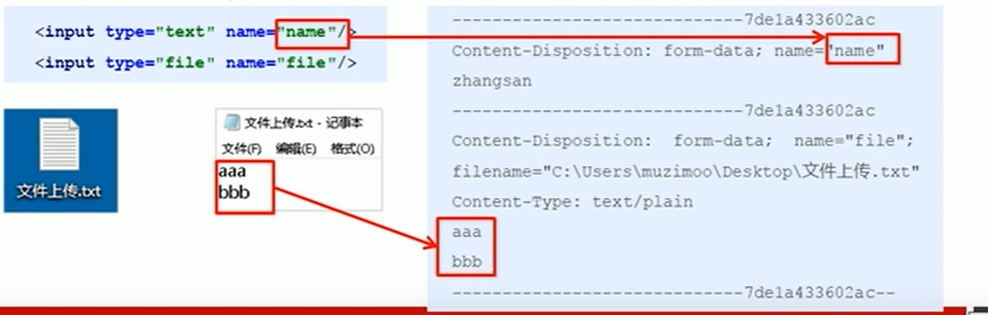 <input type="text" name="name"/>
<input type="file" name="file"/>
文件上传.txt
文件上传.txt - 记事本
文件(F) 编辑(E) 格式(O)
aaa
bbb
-----------------------------7de1a433602ac
Content-Disposition: form-data; name="name"
zhangsan
-----------------------------7de1a433602ac
Content-Disposition: form-data; name="file";
filename="C:\Users\muzimoo\Desktop\文件上传.txt"
Content-Type: text/plain
aaa
bbb
-----------------------------7de1a433602ac--